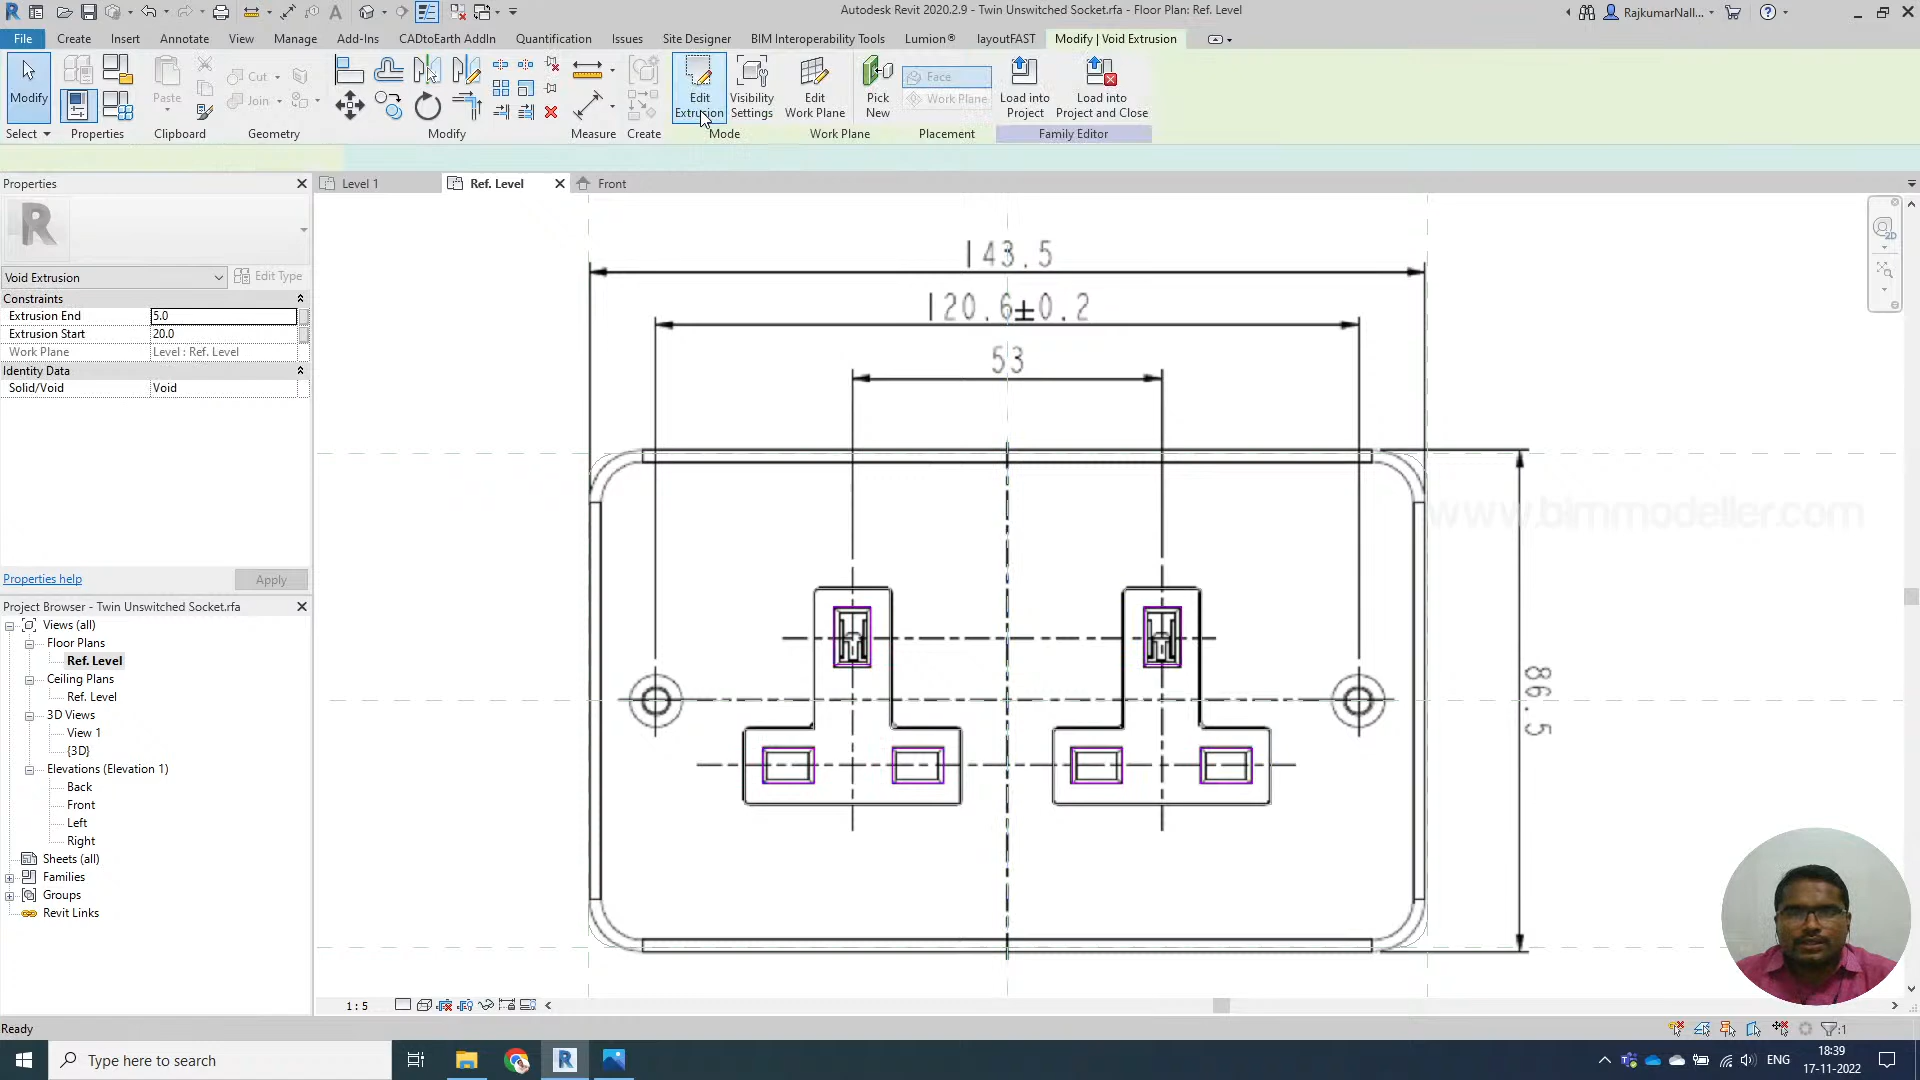 Autodesk Revit 2020.2.9 - Twin Unswitched Socket.rfa - Floor Plan: Ref. Level
RajkumarNall...
File Create Insert Annotate View Manage Add-Ins CADtoEarth AddIn Quantification Issues Site Designer BIM Interoperability Tools Lumion® layoutFAST Modify | Void Extrusion
Modify
Paste
Cut
Join
Edit Extrusion
Visibility Settings
Edit Work Plane
Pick New
Face
Work Plane
Load into Project
Load into Project and Close
Select Properties Clipboard Geometry Modify Measure Create Mode Work Plane Placement Family Editor
Properties
Level 1 Ref. Level Front
R
Void Extrusion Edit Type
Constraints
Extrusion End 5.0
Extrusion Start 20.0
Work Plane Level : Ref. Level
Identity Data
Solid/Void Void
Properties help Apply
Project Browser - Twin Unswitched Socket.rfa
Views (all)
Floor Plans
Ref. Level
Ceiling Plans
Ref. Level
3D Views
View 1
{3D}
Elevations (Elevation 1)
Back
Front
Left
Right
Sheets (all)
Families
Groups
Revit Links
143.5
120.6±0.2
53
86.5
www.bimmodeller.com
2D
1 : 5
Ready
:1
Type here to search
ENG
18:39
17-11-2022